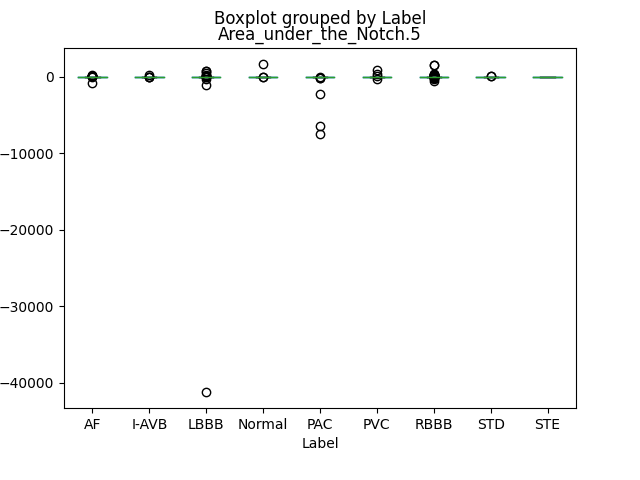 Boxplot grouped by Label
Area_under_the_Notch.5
0
−10000
−20000
−30000
−40000
AF I-AVB LBBB Normal PAC PVC RBBB STD STE
Label